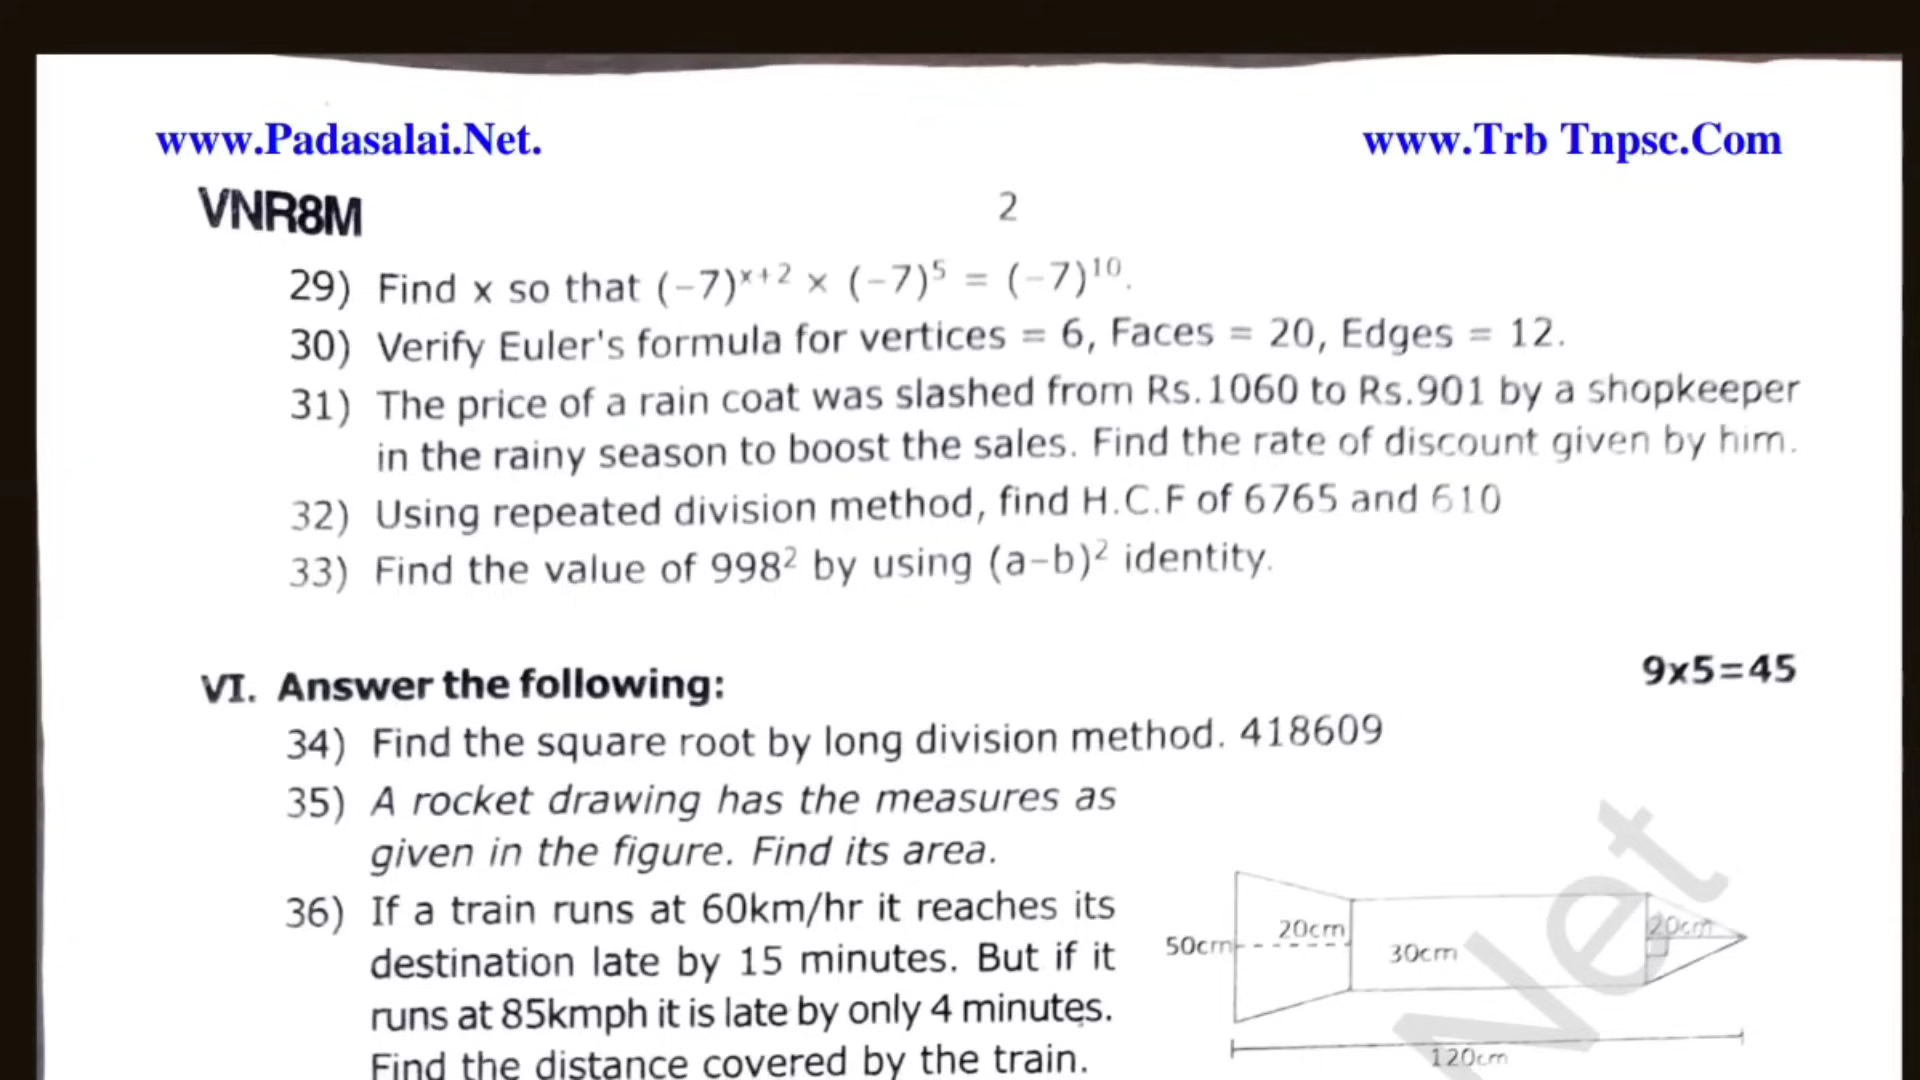 www.Padasalai.Net. www.Trb Tnpsc.Com
VNR8M 2
29) Find x so that (−7)ˣ⁺² × (−7)⁵ = (−7)¹⁰.
30) Verify Euler's formula for vertices = 6, Faces = 20, Edges = 12.
31) The price of a rain coat was slashed from Rs.1060 to Rs.901 by a shopkeeper
in the rainy season to boost the sales. Find the rate of discount given by him.
32) Using repeated division method, find H.C.F of 6765 and 610
33) Find the value of 998² by using (a−b)² identity.
VI. Answer the following: 9x5=45
34) Find the square root by long division method. 418609
35) A rocket drawing has the measures as
given in the figure. Find its area.
36) If a train runs at 60km/hr it reaches its
destination late by 15 minutes. But if it
runs at 85kmph it is late by only 4 minutes.
Find the distance covered by the train.
50cm 20cm 30cm 20cm
120cm
Net